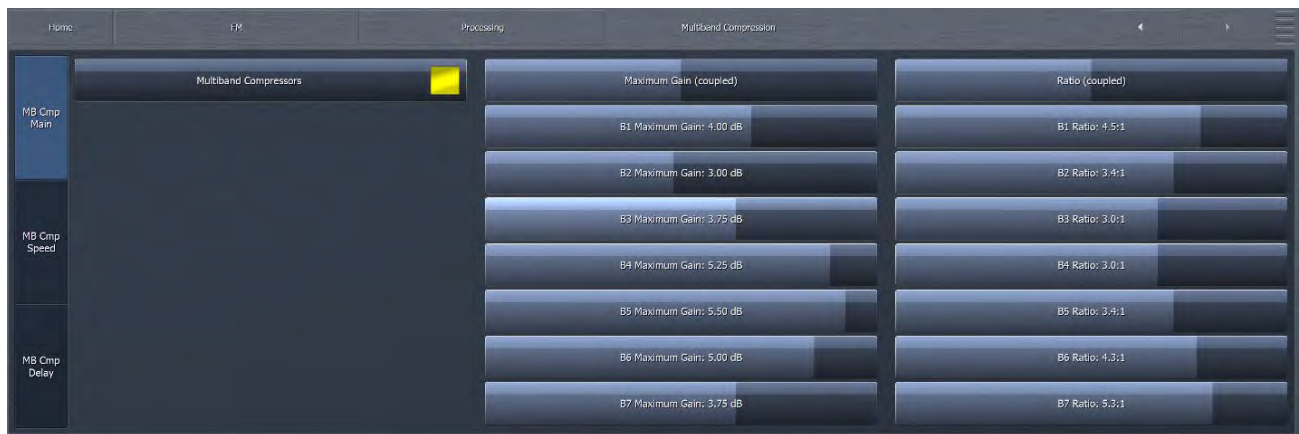 Home
FM
Processing
Multiband Compression
MB Cmp
Main
MB Cmp
Speed
MB Cmp
Delay
Multiband Compressors
Maximum Gain (coupled)
B1 Maximum Gain: 4.00 dB
B2 Maximum Gain: 3.00 dB
B3 Maximum Gain: 3.75 dB
B4 Maximum Gain: 5.25 dB
B5 Maximum Gain: 5.50 dB
B6 Maximum Gain: 5.00 dB
B7 Maximum Gain: 3.75 dB
Ratio (coupled)
B1 Ratio: 4.5:1
B2 Ratio: 3.4:1
B3 Ratio: 3.0:1
B4 Ratio: 3.0:1
B5 Ratio: 3.4:1
B6 Ratio: 4.3:1
B7 Ratio: 5.3:1